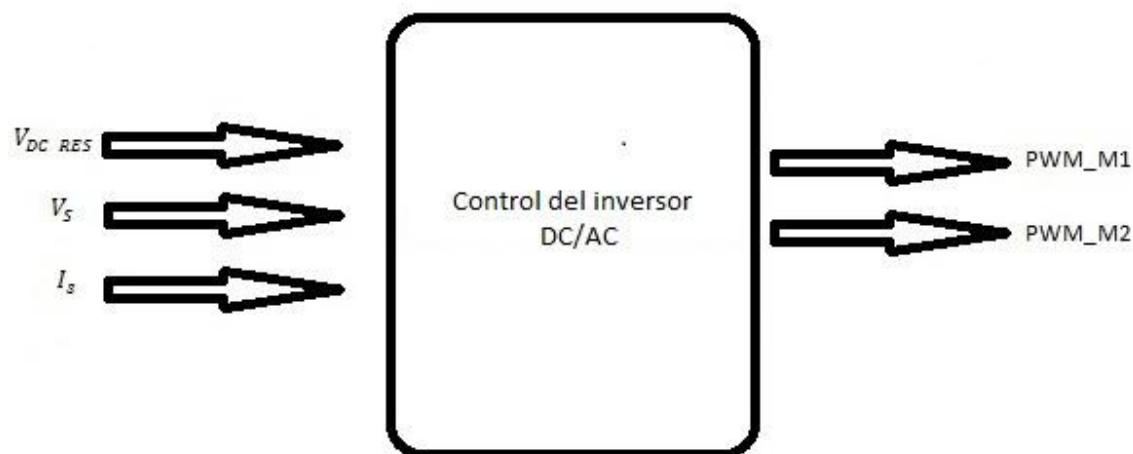 V_DC RES
V_S
I_s
Control del inversor
DC/AC
PWM_M1
PWM_M2